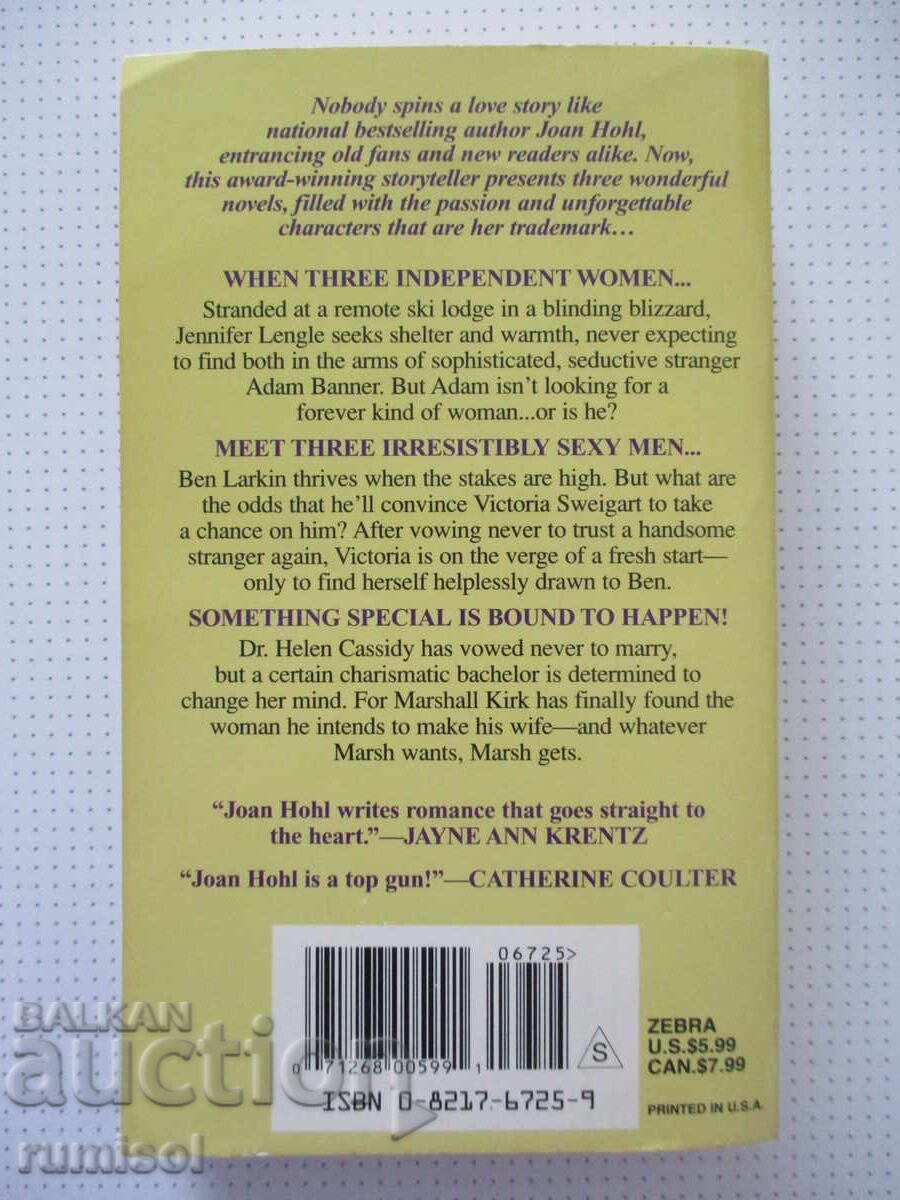 Nobody spins a love story like
national bestselling author Joan Hohl,
entrancing old fans and new readers alike. Now,
this award-winning storyteller presents three wonderful
novels, filled with the passion and unforgettable
characters that are her trademark...
WHEN THREE INDEPENDENT WOMEN...
Stranded at a remote ski lodge in a blinding blizzard,
Jennifer Lengle seeks shelter and warmth, never expecting
to find both in the arms of sophisticated, seductive stranger
Adam Banner. But Adam isn't looking for a
forever kind of woman...or is he?
MEET THREE IRRESISTIBLY SEXY MEN...
Ben Larkin thrives when the stakes are high. But what are
the odds that he'll convince Victoria Sweigart to take
a chance on him? After vowing never to trust a handsome
stranger again, Victoria is on the verge of a fresh start—
only to find herself helplessly drawn to Ben.
SOMETHING SPECIAL IS BOUND TO HAPPEN!
Dr. Helen Cassidy has vowed never to marry,
but a certain charismatic bachelor is determined to
change her mind. For Marshall Kirk has finally found the
woman he intends to make his wife—and whatever
Marsh wants, Marsh gets.
"Joan Hohl writes romance that goes straight to
the heart."—JAYNE ANN KRENTZ
"Joan Hohl is a top gun!"—CATHERINE COULTER
06725>
0 71268 00599 1
S
ISBN 0-8217-6725-9
ZEBRA
U.S.$5.99
CAN.$7.99
PRINTED IN U.S.A.
BALKAN
auction
rumisol